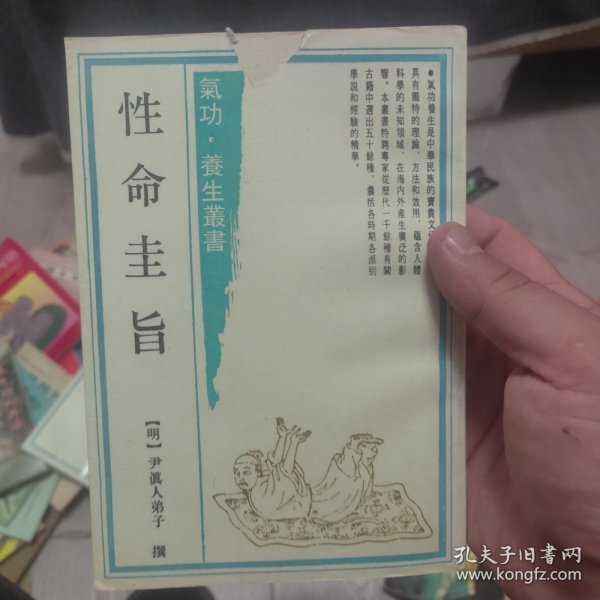 ●氣功養生是中華民族的寶貴文
具有獨特的理論、方法和效用，蘊含人體
科學的未知領域，在海内外産生廣泛的影
響。本叢書特聘專家從歷代一千餘種有關
古籍中選出五十餘種，囊括各時期各派别
學説和經驗的精華。
氣功·養生叢書
性命圭旨
【明】尹眞人弟子 撰
孔夫子旧书网
www.kongfz.com